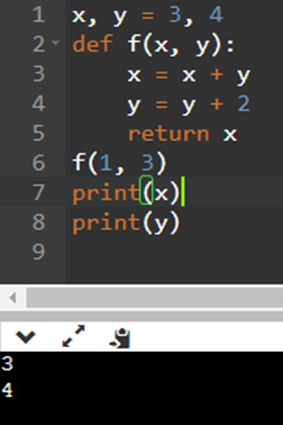 1 x, y = 3, 4
2 def f(x, y):
3     x = x + y
4     y = y + 2
5     return x
6 f(1, 3)
7 print(x)
8 print(y)
9
3
4